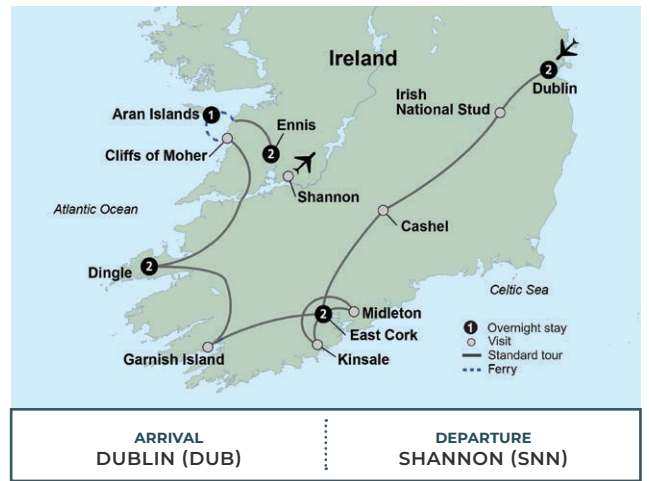 Ireland
2
Dublin
Irish
National Stud
Aran Islands
1
Ennis
2
Cliffs of Moher
Shannon
Atlantic Ocean
Cashel
Dingle
2
Celtic Sea
Midleton
2
East Cork
Garnish Island
Kinsale
1 Overnight stay
Visit
Standard tour
Ferry
ARRIVAL
DUBLIN (DUB)
DEPARTURE
SHANNON (SNN)